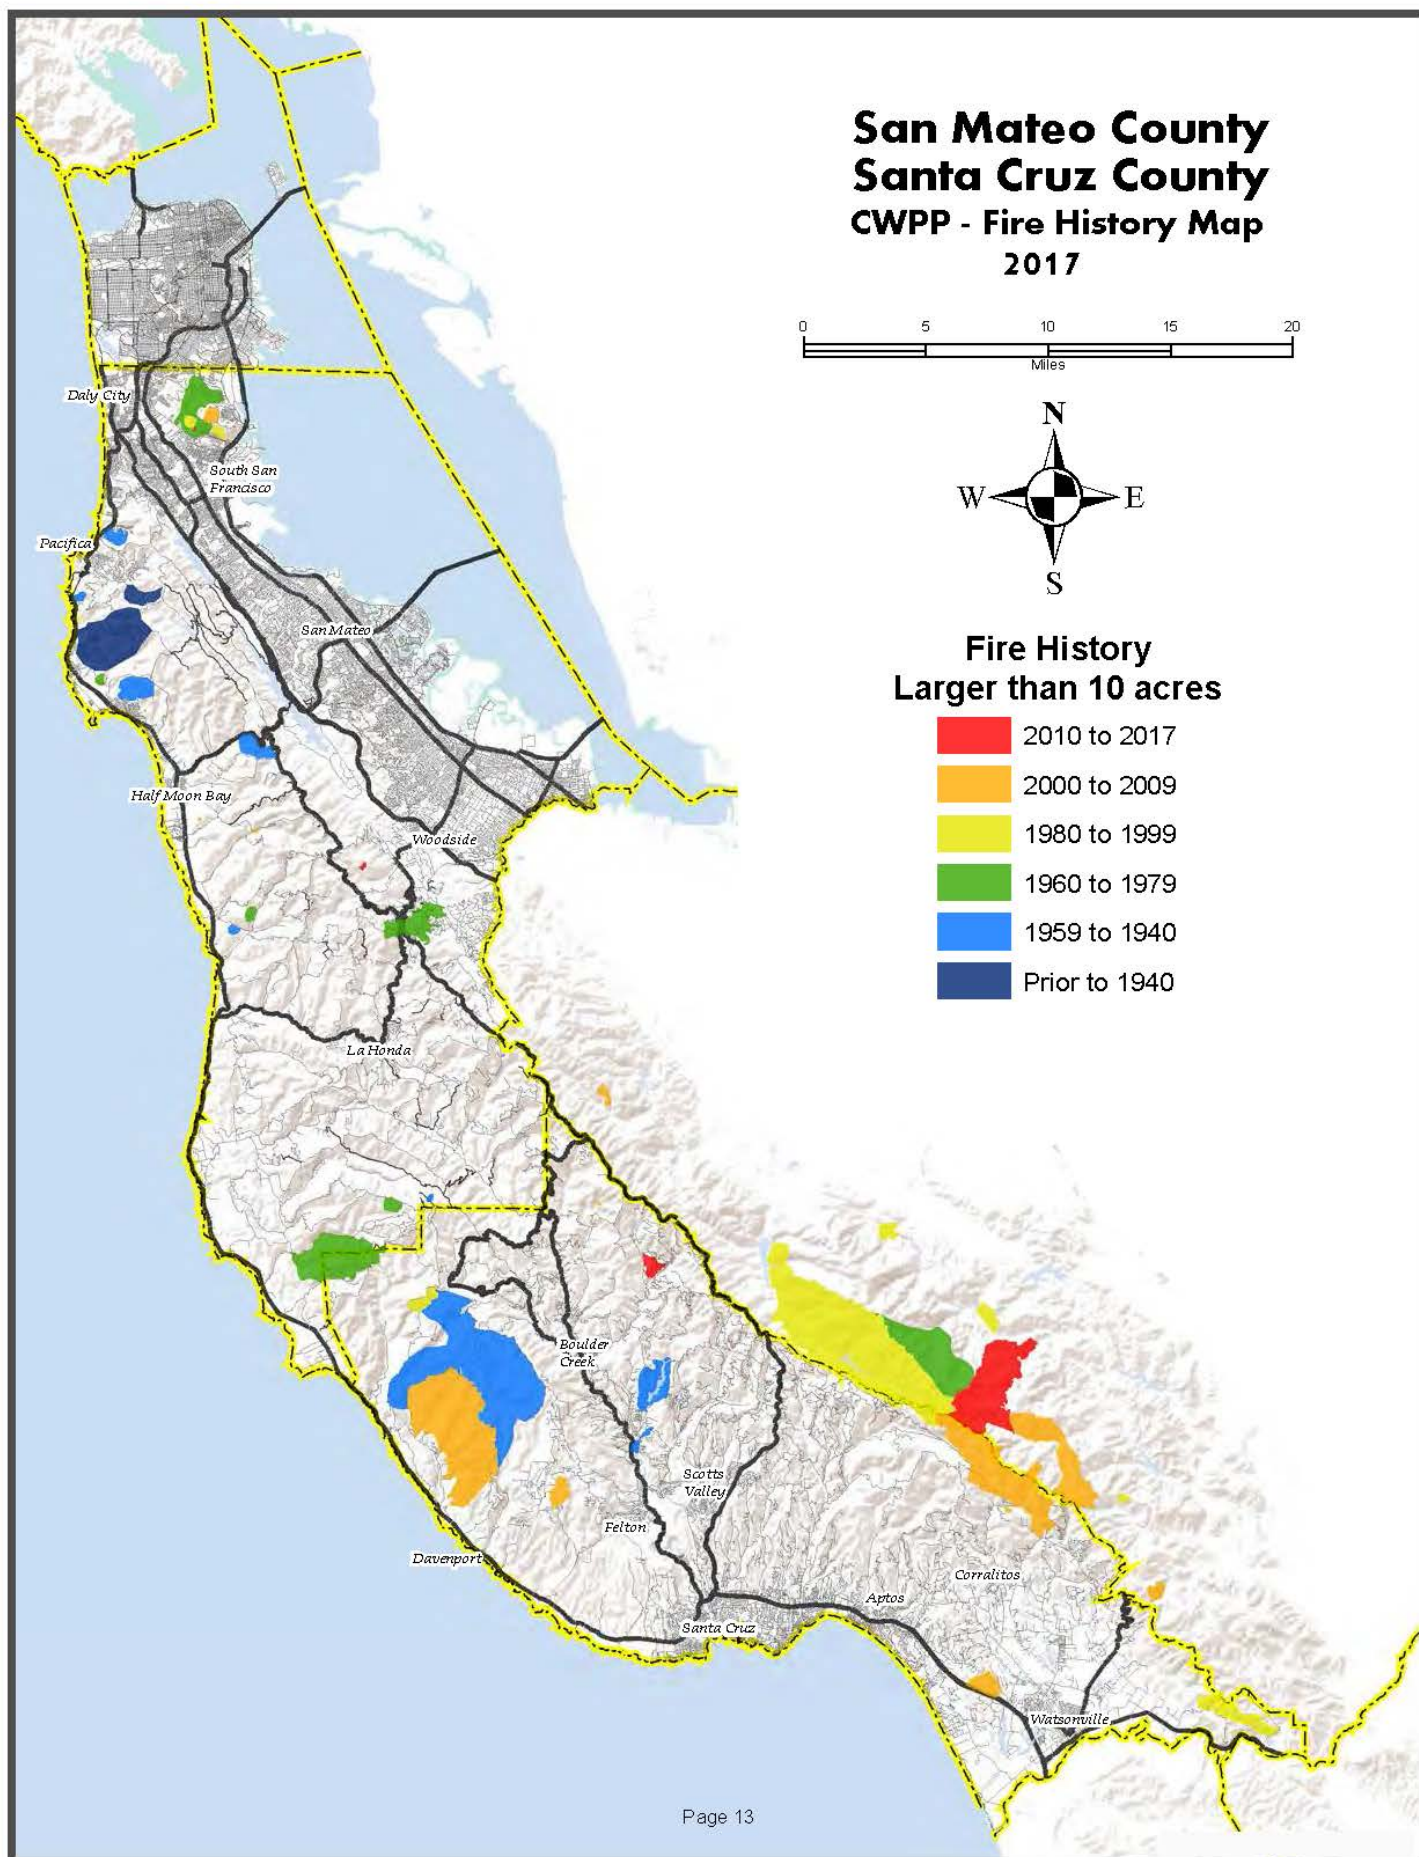 San Mateo County
Santa Cruz County
CWPP - Fire History Map
2017
0 5 10 15 20
Miles
N
W E
S
Fire History
Larger than 10 acres
2010 to 2017
2000 to 2009
1980 to 1999
1960 to 1979
1959 to 1940
Prior to 1940
Daly City
South San
Francisco
Pacifica
San Mateo
Half Moon Bay
Woodside
La Honda
Boulder
Creek
Scotts
Valley
Felton
Davenport
Corralitos
Aptos
Santa Cruz
Watsonville
Page 13